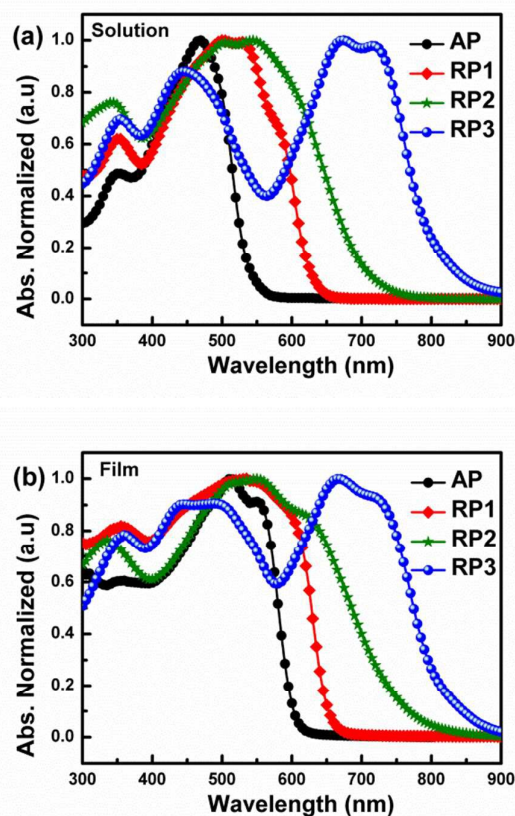 (a)
Solution
AP
RP1
RP2
RP3
Abs. Normalized (a.u)
1.0
0.8
0.6
0.4
0.2
0.0
300 400 500 600 700 800 900
Wavelength (nm)
(b)
Film
AP
RP1
RP2
RP3
Abs. Normalized (a.u)
1.0
0.8
0.6
0.4
0.2
0.0
300 400 500 600 700 800 900
Wavelength (nm)